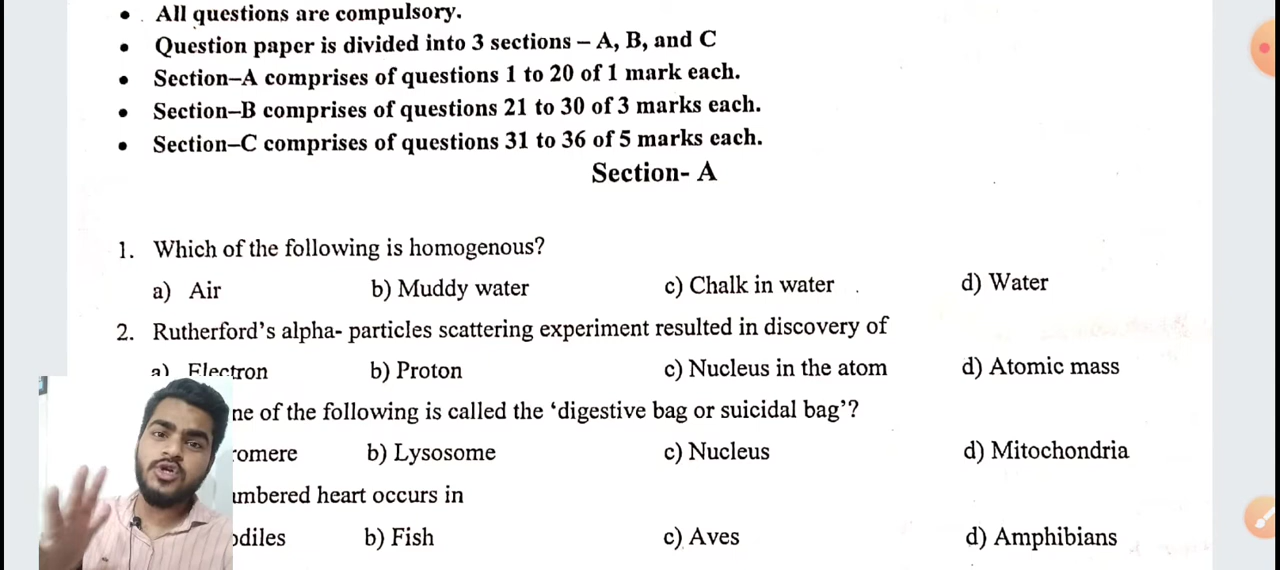 • All questions are compulsory.
• Question paper is divided into 3 sections – A, B, and C
• Section–A comprises of questions 1 to 20 of 1 mark each.
• Section–B comprises of questions 21 to 30 of 3 marks each.
• Section–C comprises of questions 31 to 36 of 5 marks each.
Section- A
1. Which of the following is homogenous?
a) Air b) Muddy water c) Chalk in water d) Water
2. Rutherford's alpha- particles scattering experiment resulted in discovery of
a) Electron b) Proton c) Nucleus in the atom d) Atomic mass
of the following is called the 'digestive bag or suicidal bag'?
b) Lysosome c) Nucleus d) Mitochondria
heart occurs in
b) Fish c) Aves d) Amphibians